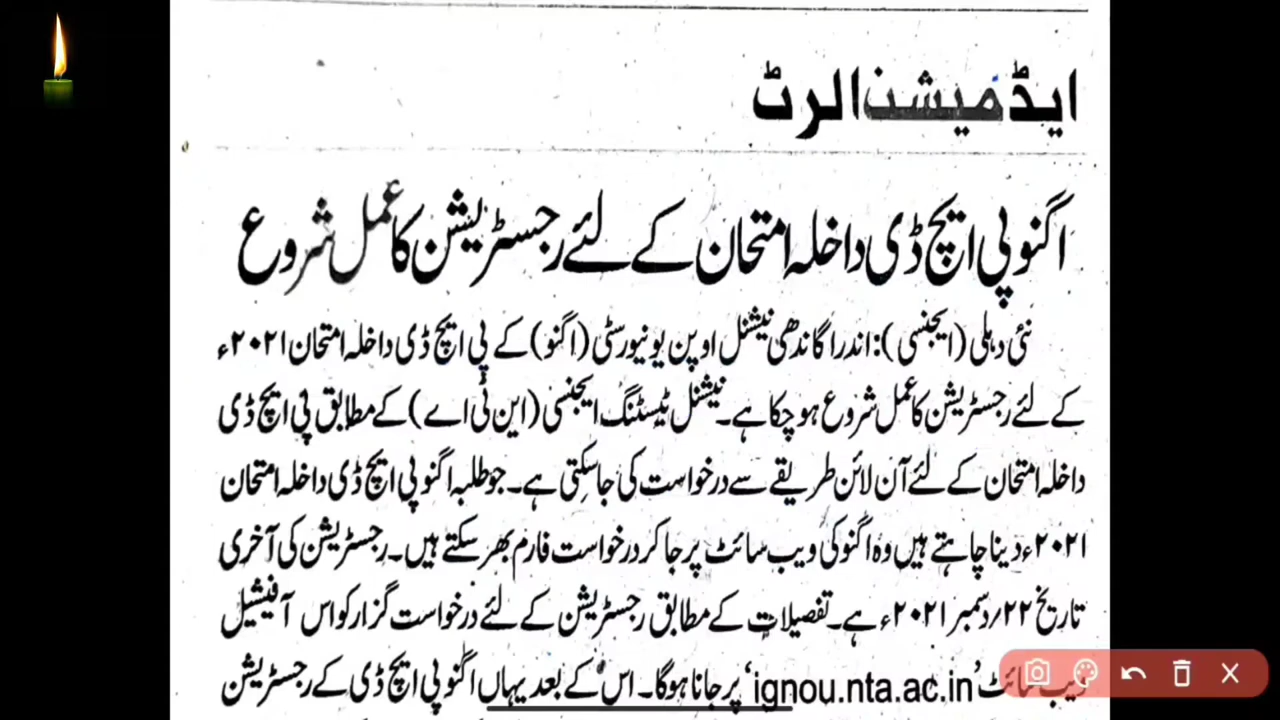 ایڈمیشن الرٹ
اگنو پی ایچ ڈی داخلہ امتحان کے لئے رجسٹریشن کا عمل شروع
نئی دہلی (ایجنسی): اندرا گاندھی نیشنل اوپن یونیورسٹی (اگنو) کے پی ایچ ڈی داخلہ امتحان ۲۰۲۱ء
کے لئے رجسٹریشن کا عمل شروع ہو چکا ہے۔ نیشنل ٹیسٹنگ ایجنسی (این ٹی اے) کے مطابق پی ایچ ڈی
داخلہ امتحان کے لئے آن لائن طریقے سے درخواست کی جا سکتی ہے۔ جو طلبہ اگنو پی ایچ ڈی داخلہ امتحان
۲۰۲۱ء دینا چاہتے ہیں وہ اگنو کی ویب سائٹ پر جا کر درخواست فارم بھر سکتے ہیں۔ رجسٹریشن کی آخری
تاریخ ۲۲/ دسمبر ۲۰۲۱ء ہے۔ تفصیلات کے مطابق رجسٹریشن کے لئے درخواست گزار کو اس آفیشیل
ویب سائٹ ’ignou.nta.ac.in‘ پر جانا ہوگا۔ اس کے بعد یہاں اگنو پی ایچ ڈی کے رجسٹریشن